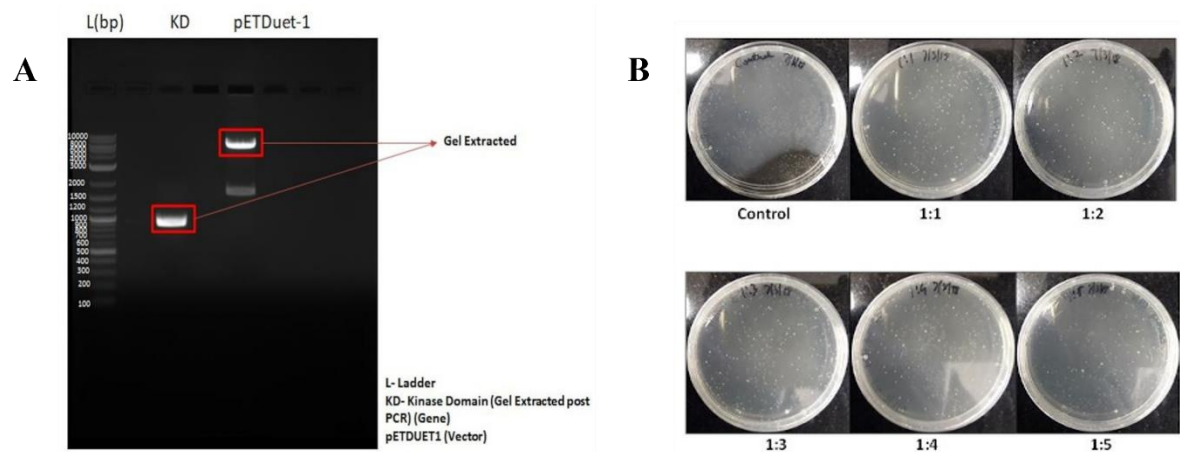 A
L(bp) KD pETDuet-1
10000
3000
2000
1500
1000
700
600
500
400
300
200
100
Gel Extracted
L- Ladder
KD- Kinase Domain (Gel Extracted post
PCR) (Gene)
pETDUET1 (Vector)
B
Control
Control
1:1
1:2
1:3
1:4
1:5